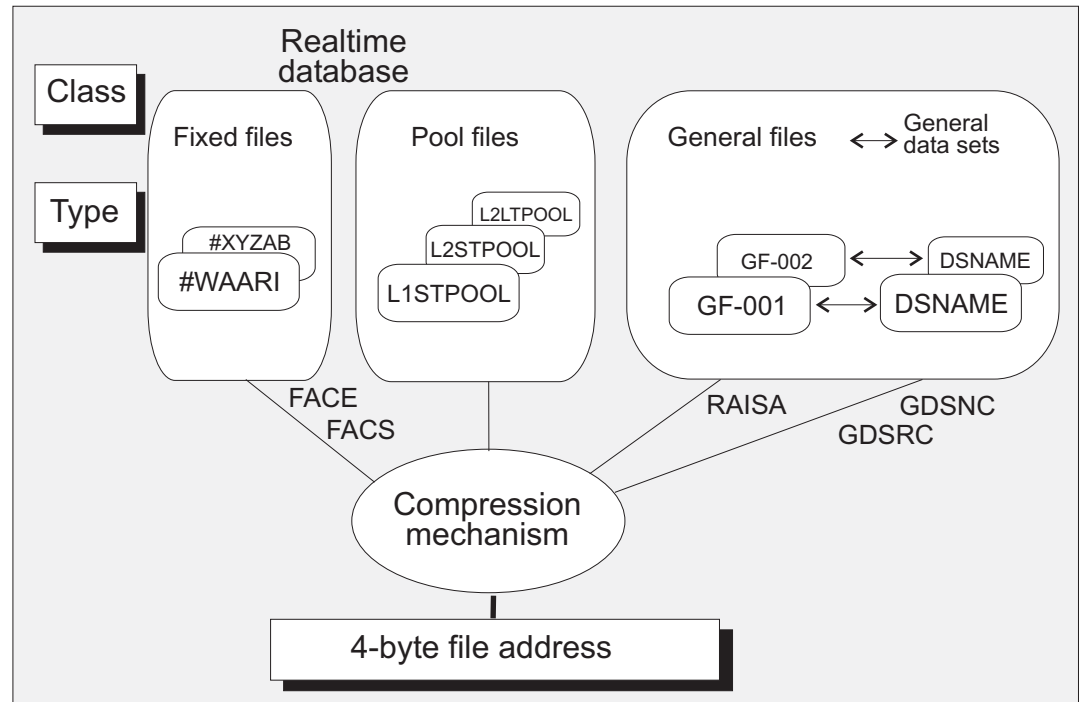 Realtime
database
Class
Fixed files
Pool files
General files
General
data sets
Type
#XYZAB
#WAARI
L2LTPOOL
L2STPOOL
L1STPOOL
GF-002
DSNAME
GF-001
DSNAME
FACE
FACS
RAISA
GDSNC
GDSRC
Compression
mechanism
4-byte file address